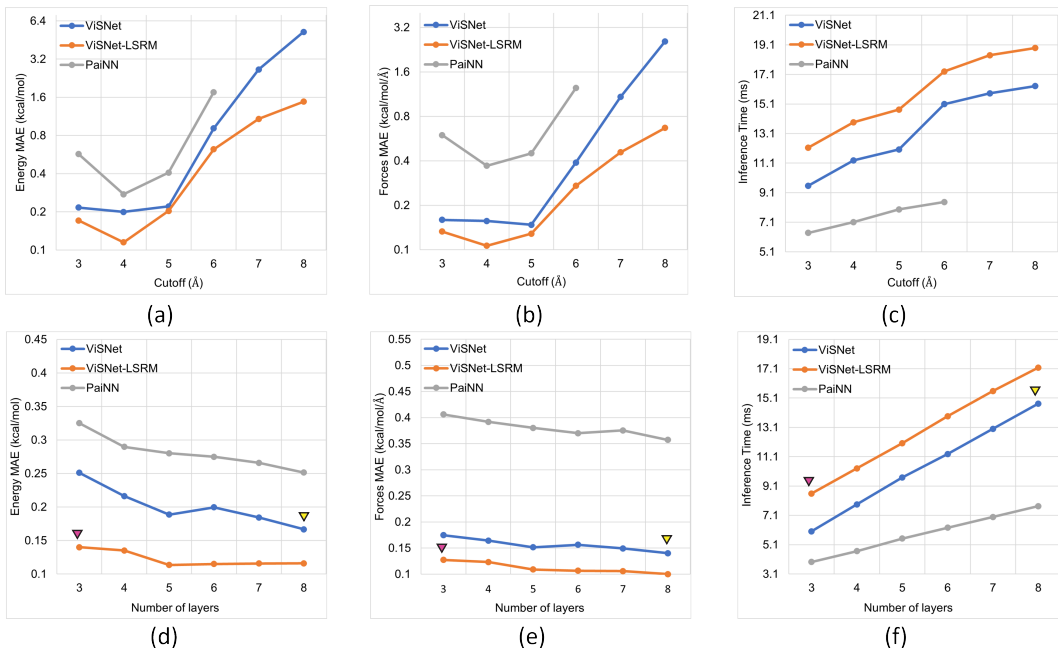 6.4
3.2
1.6
0.8
0.4
0.2
0.1
Energy MAE (kcal/mol)
ViSNet
ViSNet-LSRM
PaiNN
3 4 5 6 7 8
Cutoff (Å)
(a)
3.2
1.6
0.8
0.4
0.2
0.1
Forces MAE (kcal/mol/Å)
ViSNet
ViSNet-LSRM
PaiNN
3 4 5 6 7 8
Cutoff (Å)
(b)
21.1
19.1
17.1
15.1
13.1
11.1
9.1
7.1
5.1
Inference Time (ms)
ViSNet
ViSNet-LSRM
PaiNN
3 4 5 6 7 8
Cutoff (Å)
(c)
0.45
0.4
0.35
0.3
0.25
0.2
0.15
0.1
Energy MAE (kcal/mol)
ViSNet
ViSNet-LSRM
PaiNN
3 4 5 6 7 8
Number of layers
(d)
0.55
0.5
0.45
0.4
0.35
0.3
0.25
0.2
0.15
0.1
Forces MAE (kcal/mol/Å)
ViSNet
ViSNet-LSRM
PaiNN
3 4 5 6 7 8
Number of layers
(e)
19.1
17.1
15.1
13.1
11.1
9.1
7.1
5.1
3.1
Inference Time (ms)
ViSNet
ViSNet-LSRM
PaiNN
3 4 5 6 7 8
Number of layers
(f)